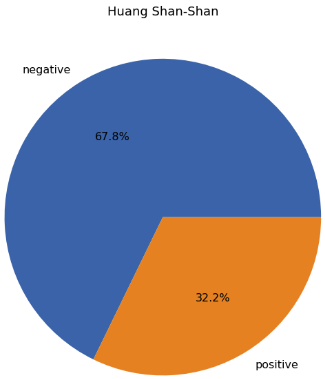 Huang Shan-Shan
negative
67.8%
32.2%
positive